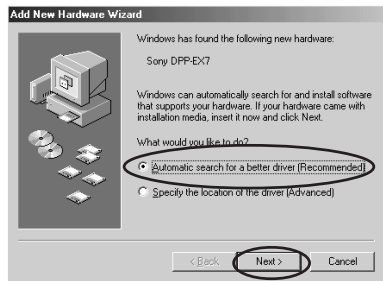 Add New Hardware Wizard
Windows has found the following new hardware:
Sony DPP-EX7
Windows can automatically search for and install software
that supports your hardware. If your hardware came with
installation media, insert it now and click Next.
What would you like to do?
Automatic search for a better driver (Recommended)
Specify the location of the driver (Advanced)
< Back
Next >
Cancel